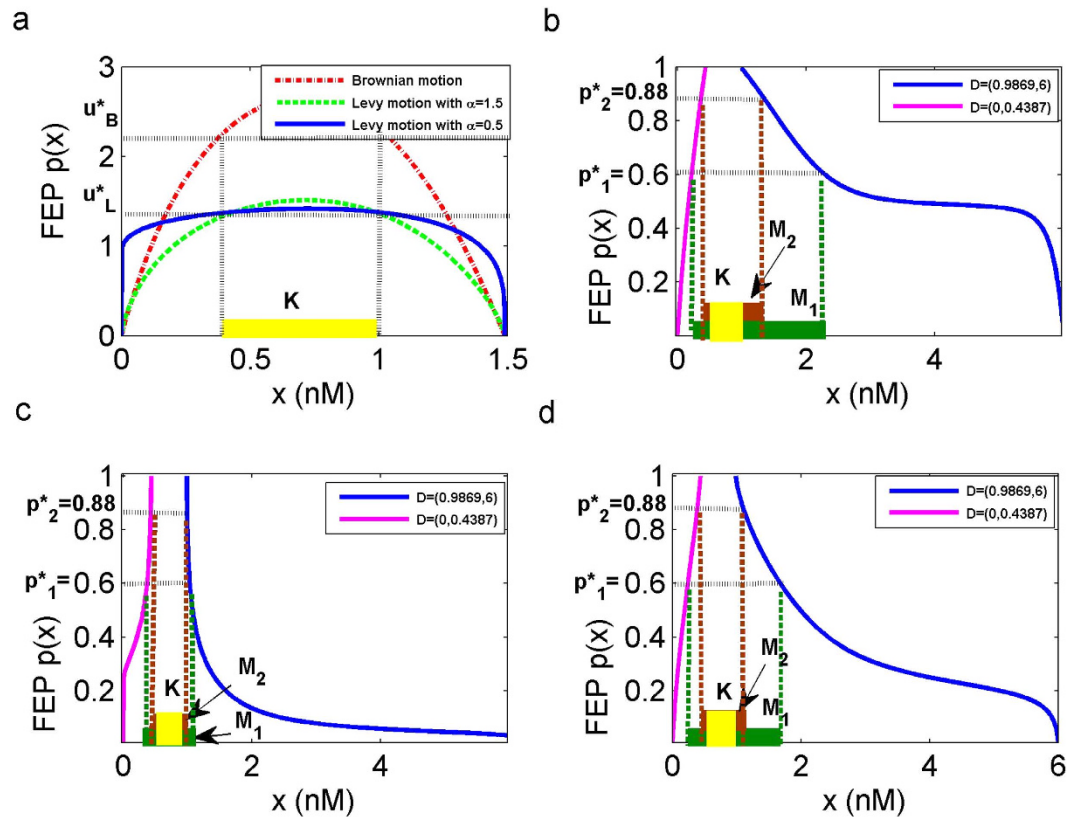 a
FEP p(x)
3
2
1
0
u*B
u*L
Brownian motion
Levy motion with α=1.5
Levy motion with α=0.5
K
0
0.5
1
1.5
x (nM)
b
FEP p(x)
1
p*2=0.88
0.8
p*1=0.6
0.4
0.2
D=(0.9869,6)
D=(0,0.4387)
M2
K
M1
0
2
4
6
x (nM)
c
FEP p(x)
1
p*2=0.88
0.8
p*1=0.6
0.4
0.2
D=(0.9869,6)
D=(0,0.4387)
K
M2
M1
0
2
4
x (nM)
d
FEP p(x)
1
p*2=0.88
0.8
p*1=0.6
0.4
0.2
D=(0.9869,6)
D=(0,0.4387)
M2
K
M1
0
2
4
6
x (nM)